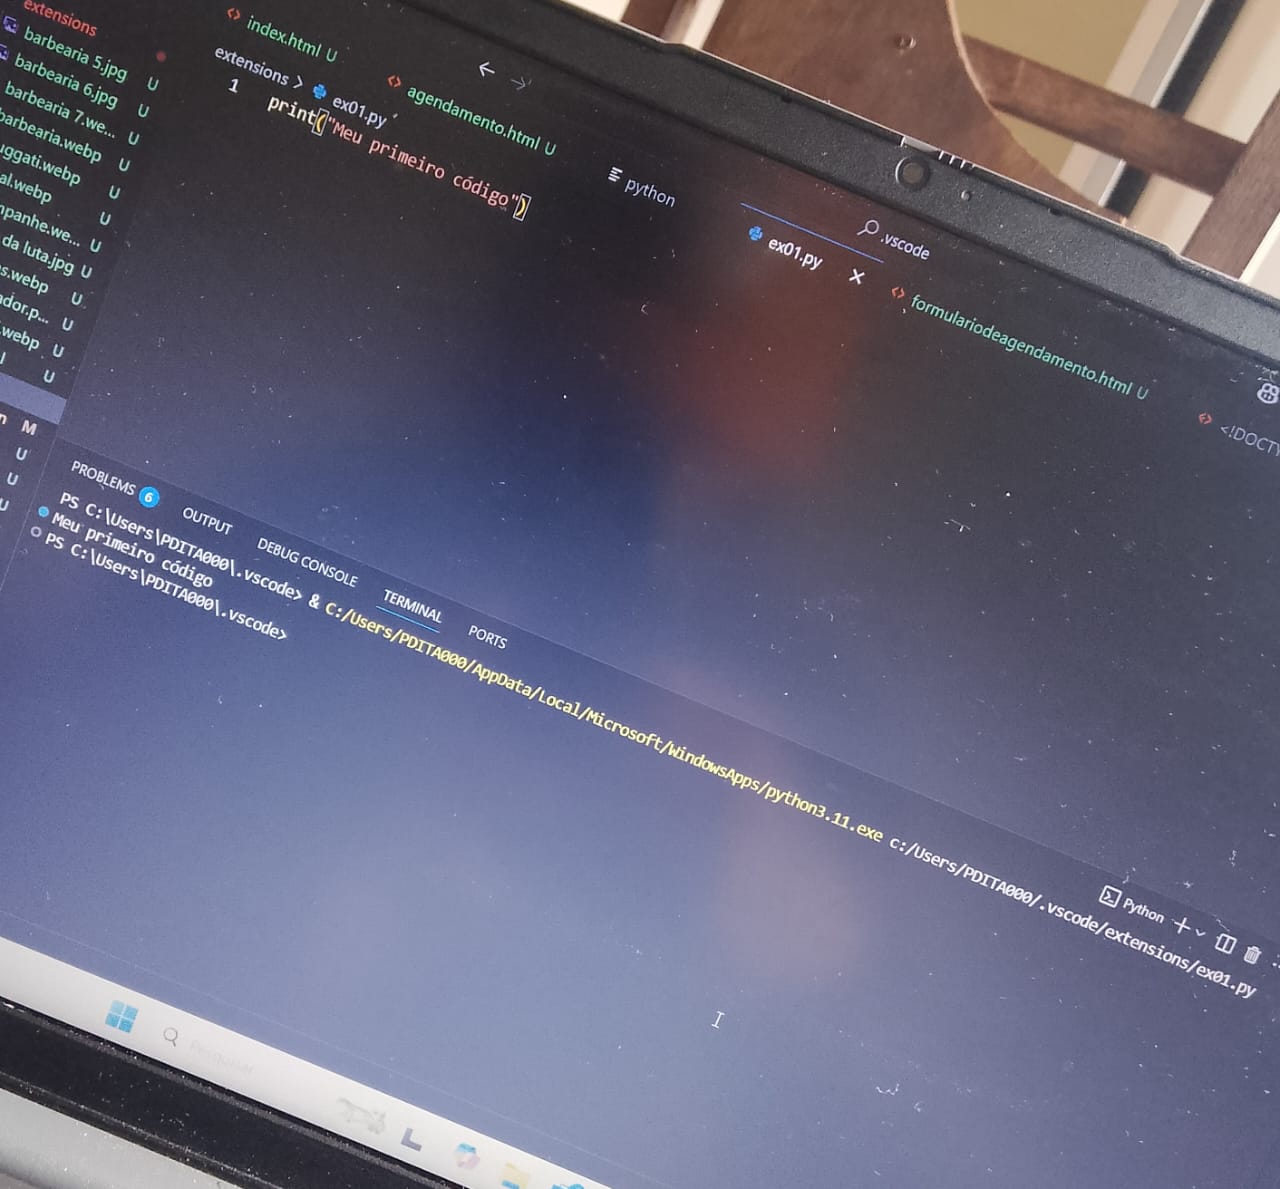 extensions
barbearia 5.jpg U
barbearia 6.jpg U
barbearia 7.we... U
barbearia.webp U
uggati.webp U
al.webp U
panhe.we... U
da luta.jpg U
s.webp U
ador.p... U
.webp U
U
M
U
U
U
index.html U
agendamento.html U
python
ex01.py
formulariodeagendamento.html U
<!DOCTY
.vscode
extensions > ex01.py
1 print("Meu primeiro código")
PROBLEMS 6 OUTPUT DEBUG CONSOLE TERMINAL PORTS
Python
PS C:\Users\PDITA000\.vscode> & C:/Users/PDITA000/AppData/Local/Microsoft/WindowsApps/python3.11.exe c:/Users/PDITA000/.vscode/extensions/ex01.py
Meu primeiro código
PS C:\Users\PDITA000\.vscode>